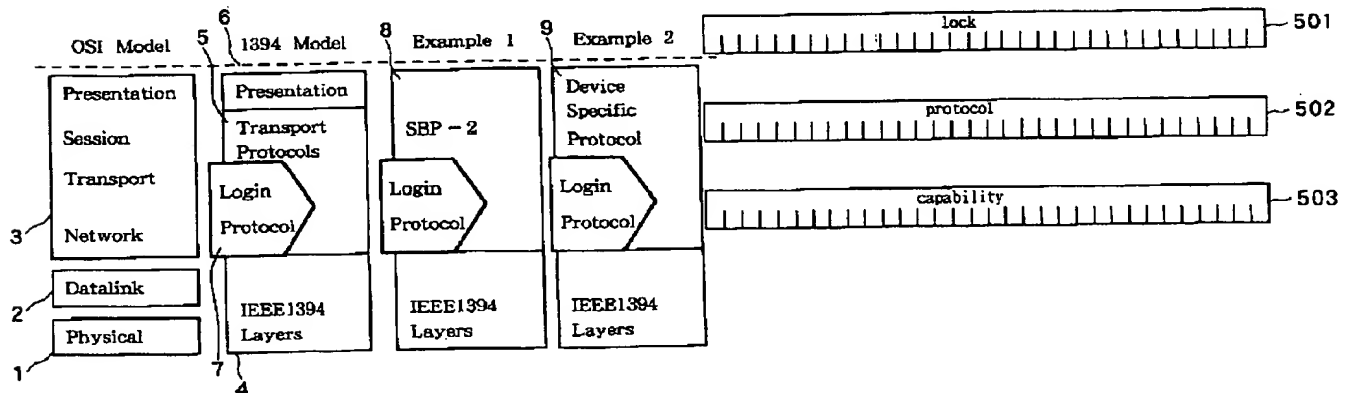 OSI Model
3
Presentation
Session
Transport
Network
2
Datalink
1
Physical
5
6
1394 Model
Presentation
Transport
Protocols
Login
Protocol
7
IEEE1394
Layers
4
8
Example 1
SBP-2
Login
Protocol
IEEE1394
Layers
9
Example 2
Device
Specific
Protocol
Login
Protocol
IEEE1394
Layers
lock
501
protocol
502
capability
503